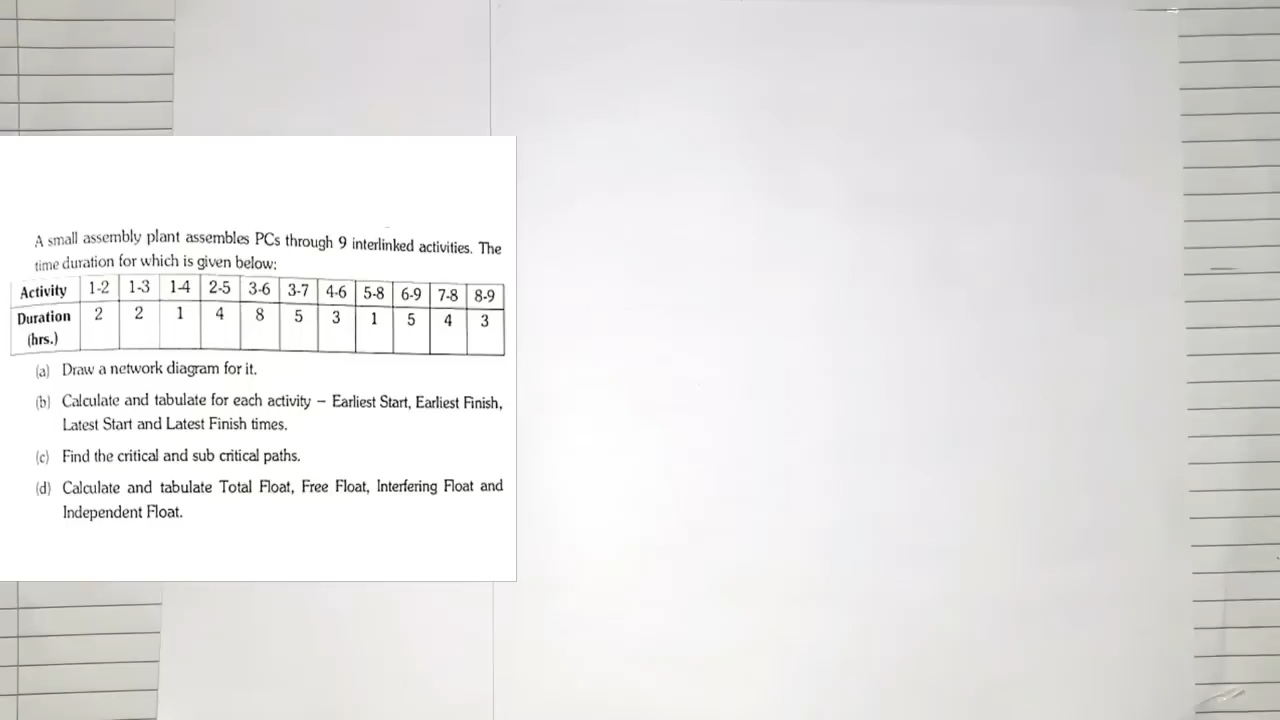 A small assembly plant assembles PCs through 9 interlinked activities. The
time duration for which is given below:
Activity 1-2 1-3 1-4 2-5 3-6 3-7 4-6 5-8 6-9 7-8 8-9
Duration 2 2 1 4 8 5 3 1 5 4 3
(hrs.)
(a) Draw a network diagram for it.
(b) Calculate and tabulate for each activity – Earliest Start, Earliest Finish,
Latest Start and Latest Finish times.
(c) Find the critical and sub critical paths.
(d) Calculate and tabulate Total Float, Free Float, Interfering Float and
Independent Float.